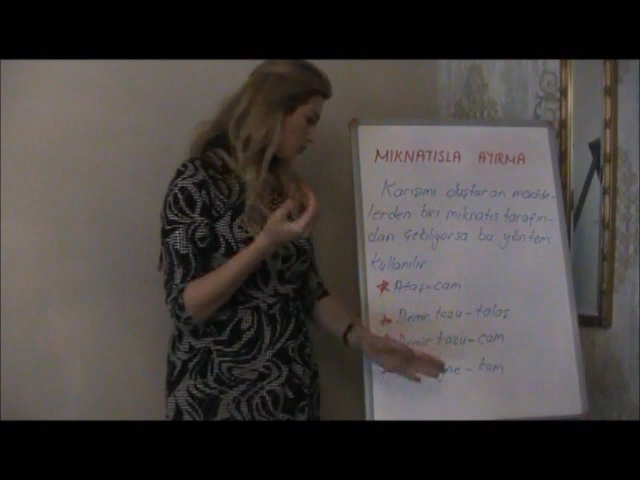 MIKNATISLA AYIRMA
Karışımı oluşturan madde-
lerden biri mıknatıs tarafın-
dan çekiliyorsa bu yöntem
kullanılır
Ataş-cam
Demir tozu-talaş
Demir tozu-cam
-kum